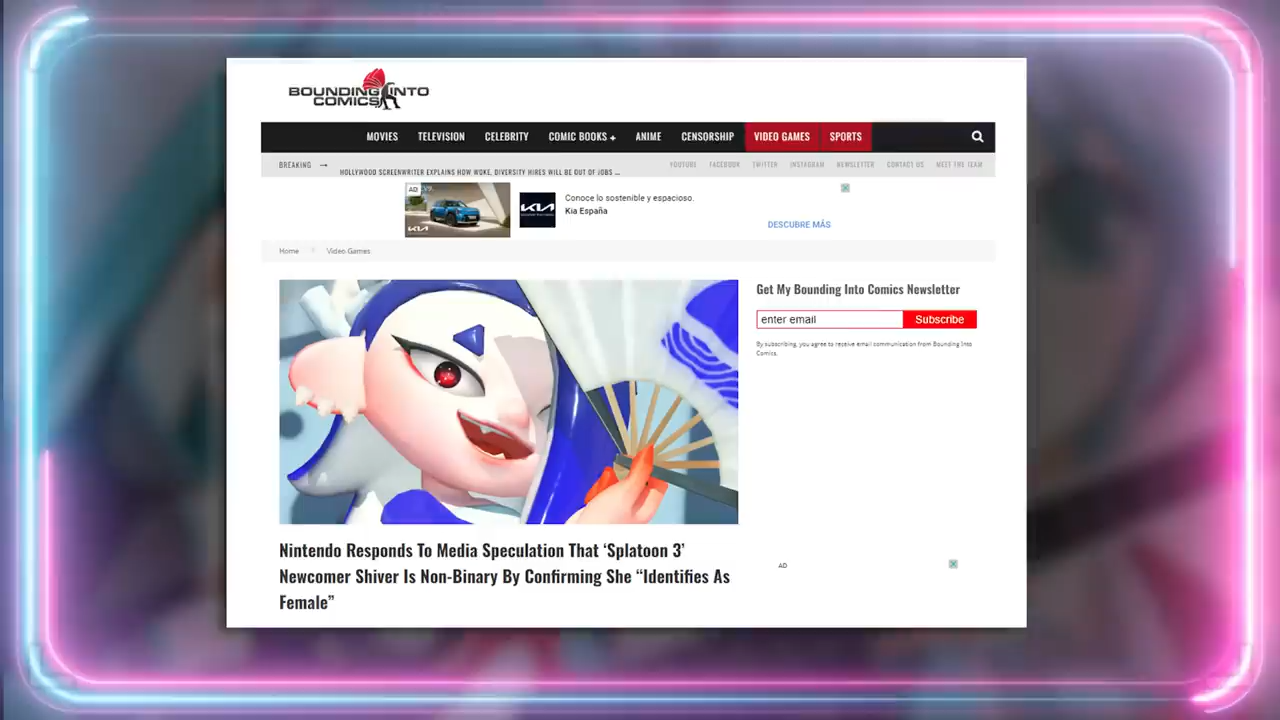 BOUNDING INTO
COMICS
MOVIES TELEVISION CELEBRITY COMIC BOOKS + ANIME CENSORSHIP VIDEO GAMES SPORTS
BREAKING → YOUTUBE FACEBOOK TWITTER INSTAGRAM NEWSLETTER CONTACT US MEET THE TEAM
HOLLYWOOD SCREENWRITER EXPLAINS HOW WOKE, DIVERSITY HIRES WILL BE OUT OF JOBS ...
AD
KIA
KIA
Conoce lo sostenible y espacioso.
Kia España
DESCUBRE MÁS
Home Video Games
Get My Bounding Into Comics Newsletter
enter email Subscribe
By subscribing, you agree to receive email communication from Bounding Into
Comics.
AD
Nintendo Responds To Media Speculation That ‘Splatoon 3’
Newcomer Shiver Is Non-Binary By Confirming She “Identifies As
Female”